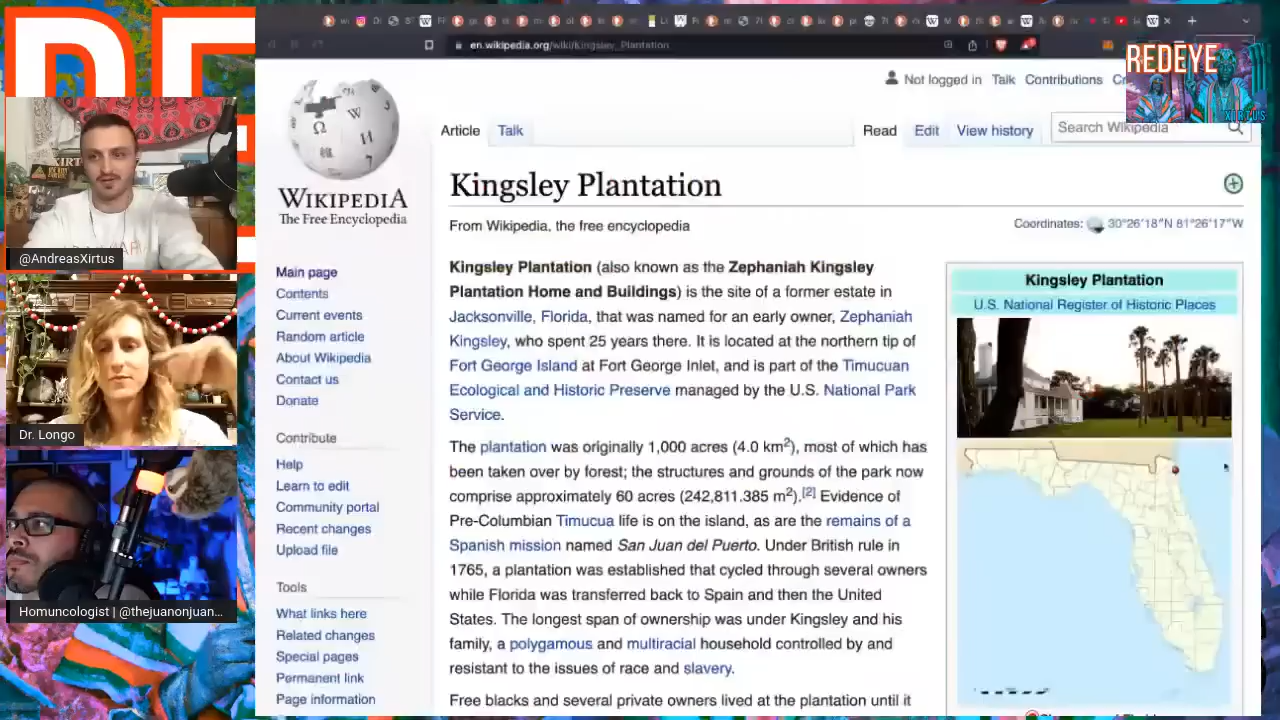 en.wikipedia.org/wiki/Kingsley_Plantation
REDEYE
XIRTUS
Not logged in Talk Contributions
Article Talk Read Edit View history Search Wikipedia
WIKIPEDIA
The Free Encyclopedia
Kingsley Plantation
From Wikipedia, the free encyclopedia
Coordinates: 30°26′18″N 81°26′17″W
@AndreasXirtus
Dr. Longo
Homuncologist | @thejuanonjuan...
Main page
Contents
Current events
Random article
About Wikipedia
Contact us
Donate
Contribute
Help
Learn to edit
Community portal
Recent changes
Upload file
Tools
What links here
Related changes
Special pages
Permanent link
Page information
Kingsley Plantation (also known as the Zephaniah Kingsley
Plantation Home and Buildings) is the site of a former estate in
Jacksonville, Florida, that was named for an early owner, Zephaniah
Kingsley, who spent 25 years there. It is located at the northern tip of
Fort George Island at Fort George Inlet, and is part of the Timucuan
Ecological and Historic Preserve managed by the U.S. National Park
Service.
The plantation was originally 1,000 acres (4.0 km2), most of which has
been taken over by forest; the structures and grounds of the park now
comprise approximately 60 acres (242,811.385 m2).[2] Evidence of
Pre-Columbian Timucua life is on the island, as are the remains of a
Spanish mission named San Juan del Puerto. Under British rule in
1765, a plantation was established that cycled through several owners
while Florida was transferred back to Spain and then the United
States. The longest span of ownership was under Kingsley and his
family, a polygamous and multiracial household controlled by and
resistant to the issues of race and slavery.
Free blacks and several private owners lived at the plantation until it
Kingsley Plantation
U.S. National Register of Historic Places